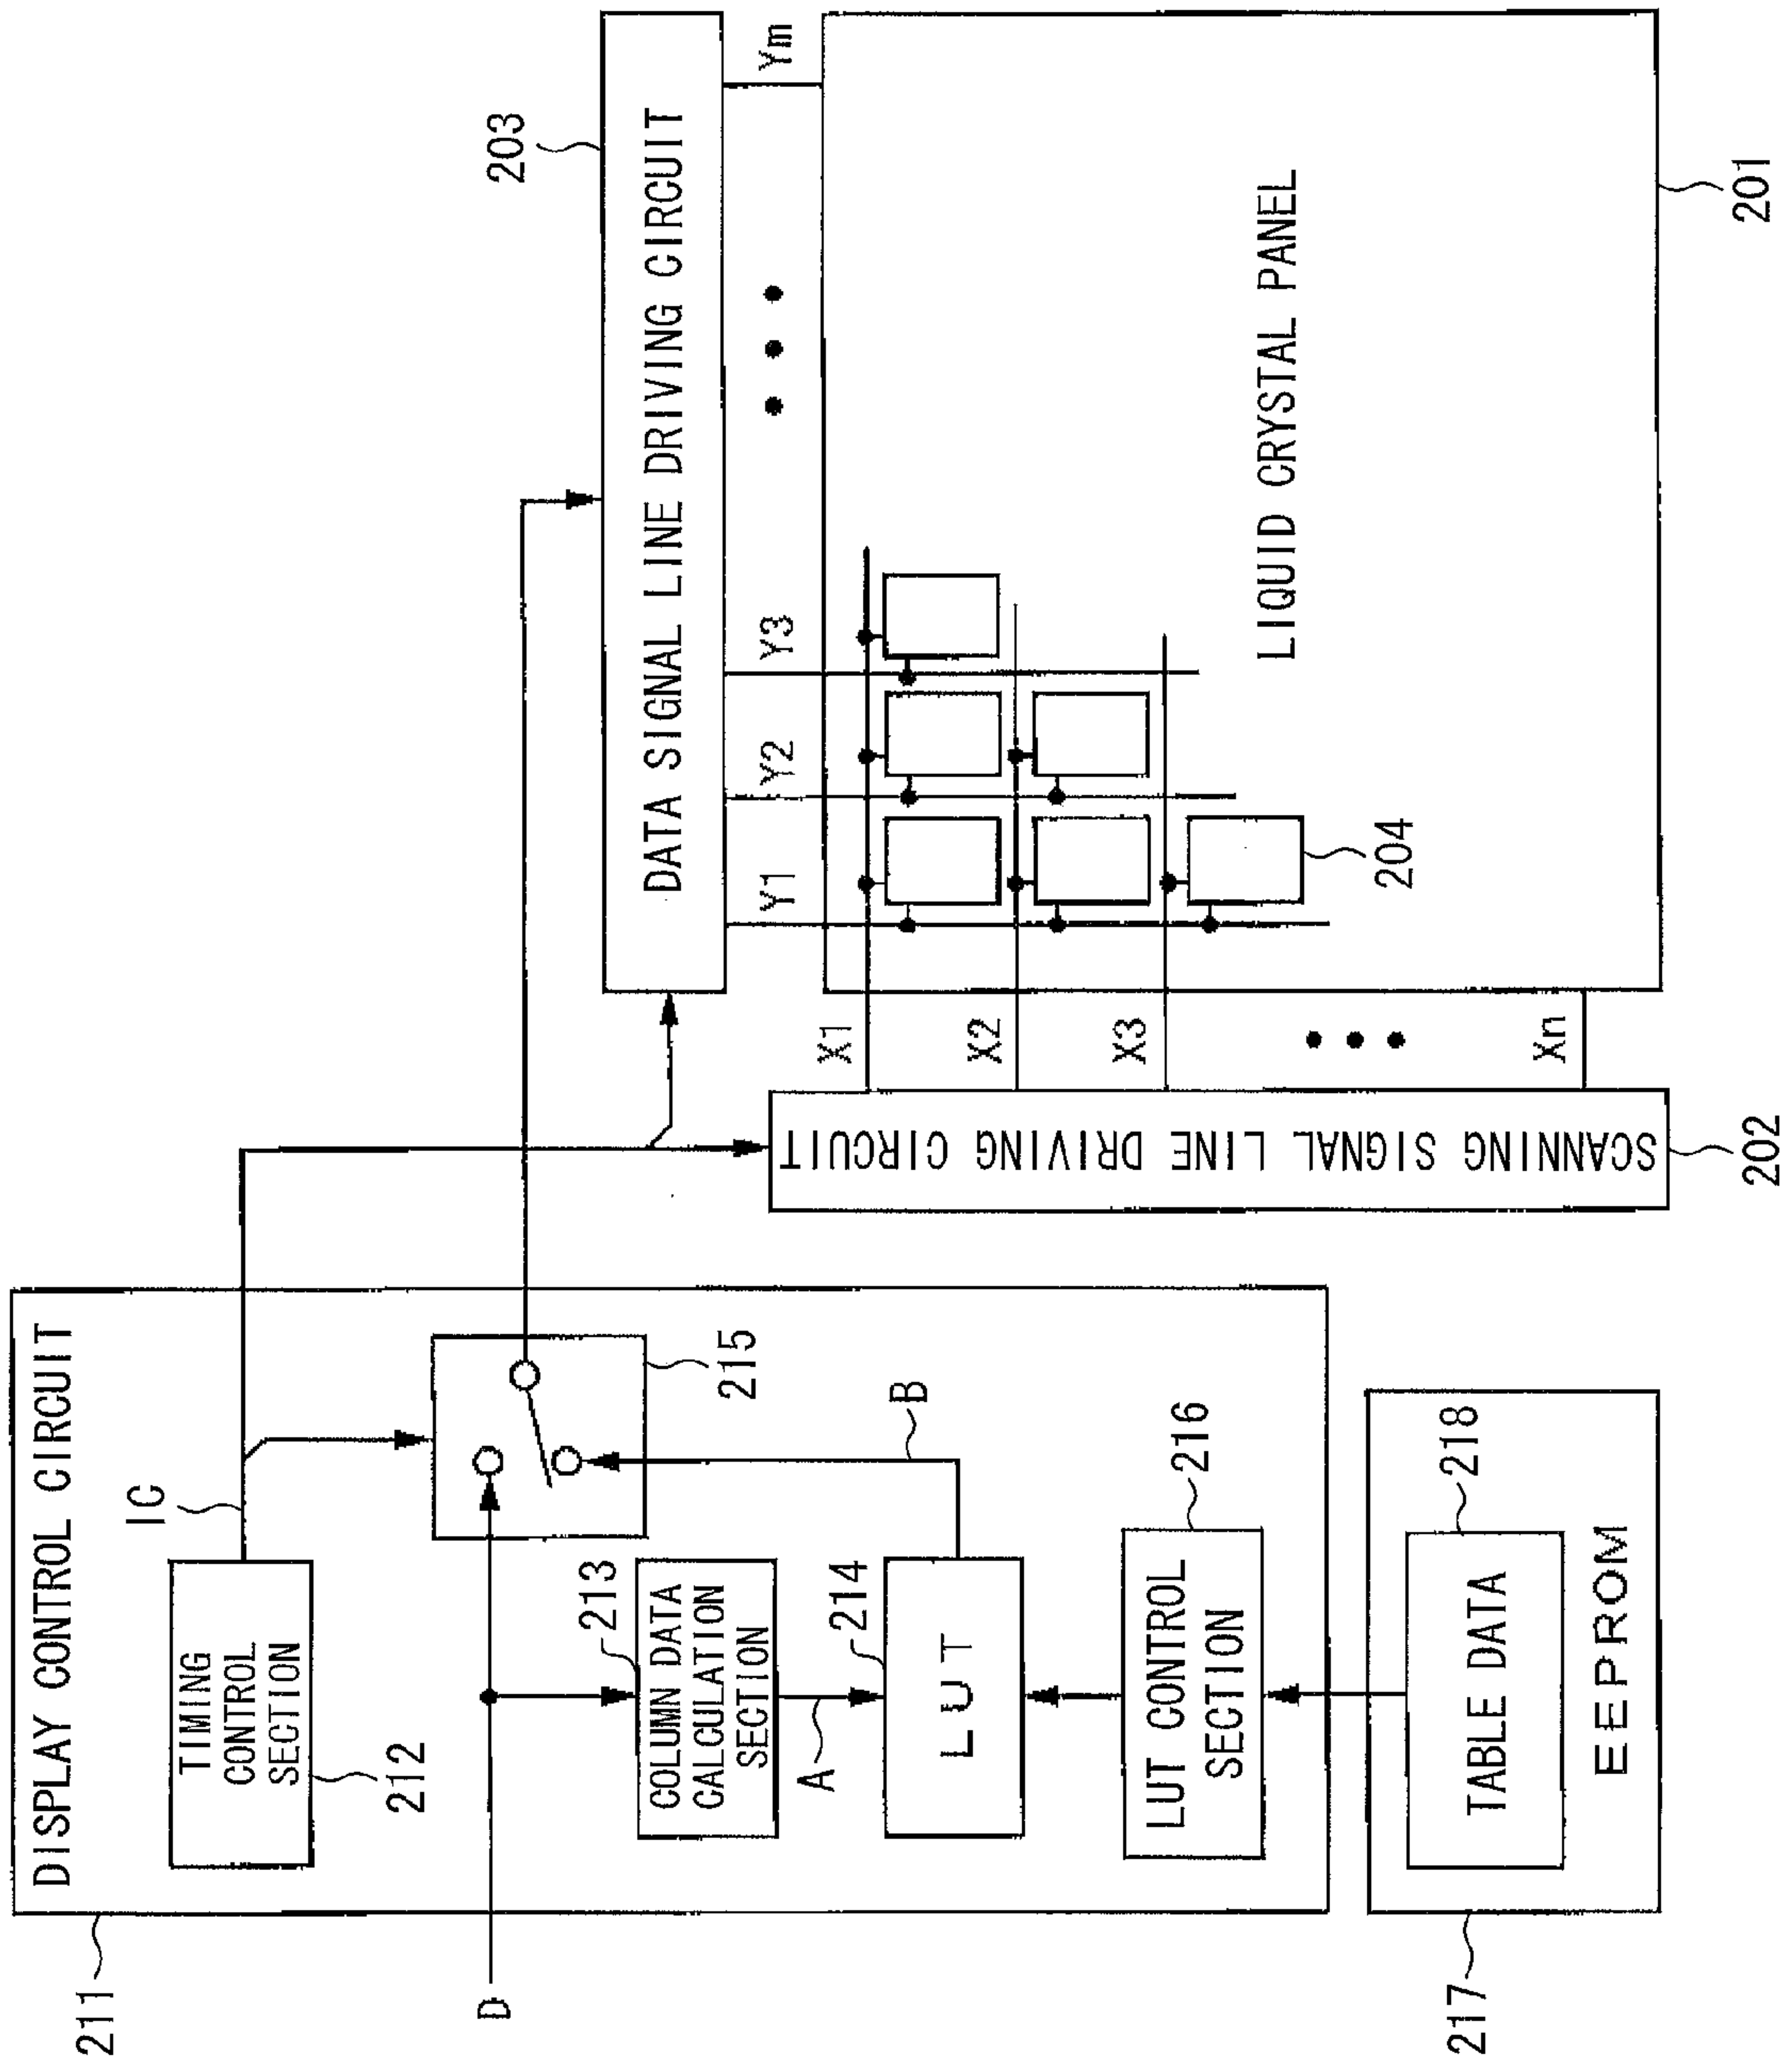 211
DISPLAY CONTROL CIRCUIT
TIMING
CONTROL
SECTION
212
IC
D
215
COLUMN DATA
CALCULATION
SECTION
213
A
LUT
214
B
LUT CONTROL
SECTION
216
TABLE DATA
218
EEPROM
217
203
DATA SIGNAL LINE DRIVING CIRCUIT
Y1
Y2
Y3
• • •
Ym
SCANNING SIGNAL LINE DRIVING CIRCUIT
202
X1
X2
X3
• • •
Xn
204
LIQUID CRYSTAL PANEL
201